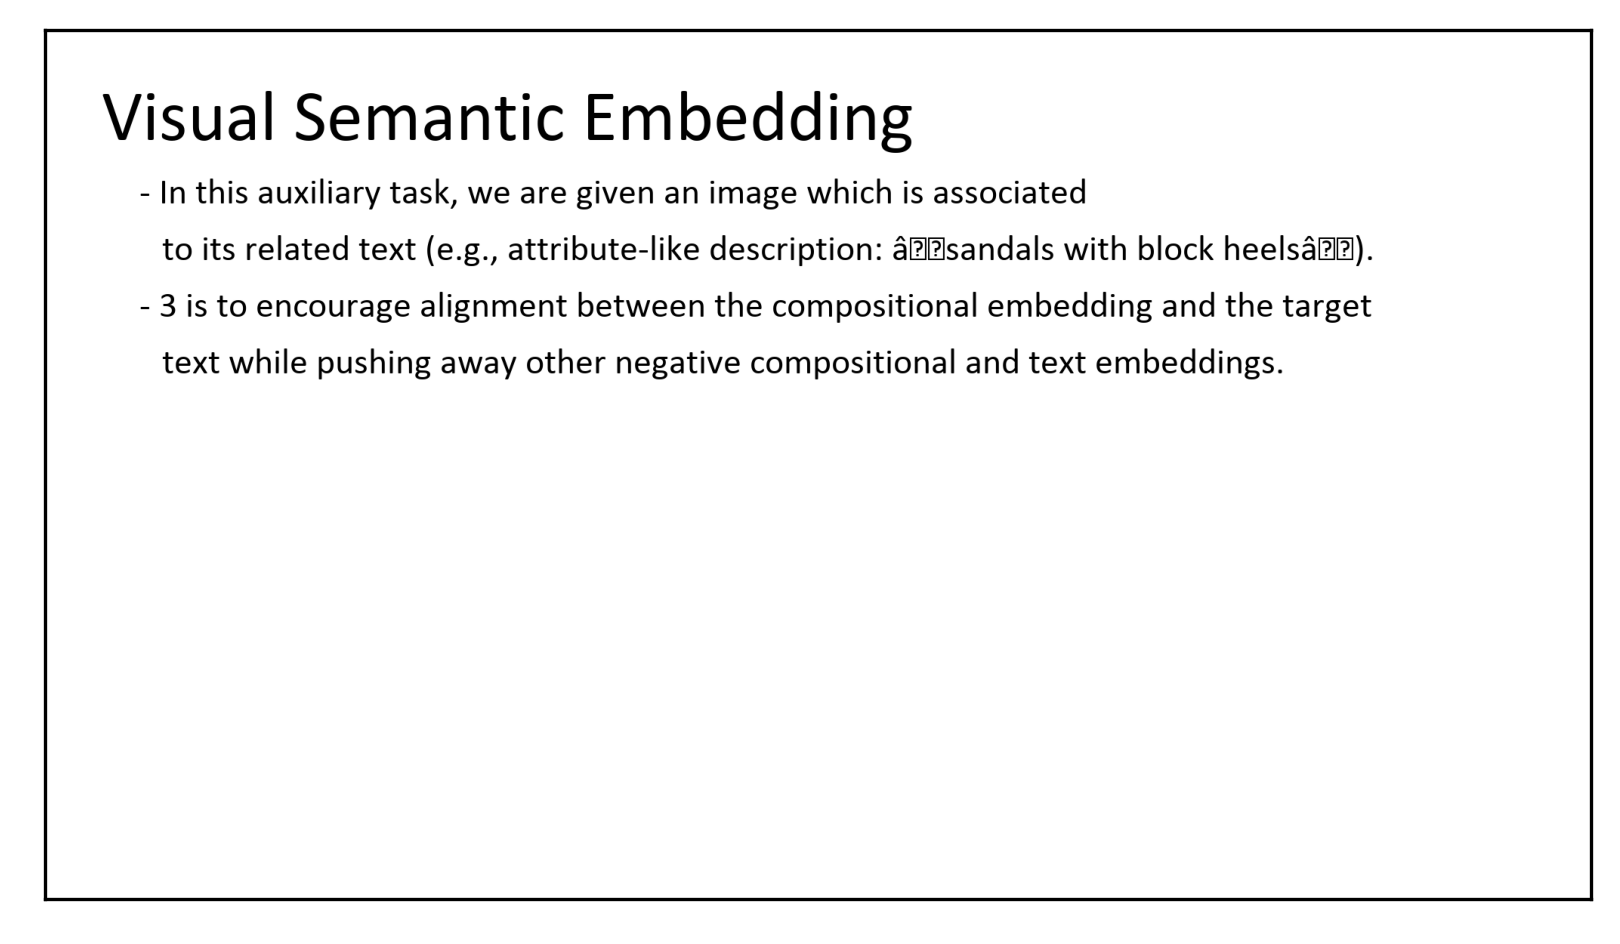 Visual Semantic Embedding
- In this auxiliary task, we are given an image which is associated
to its related text (e.g., attribute-like description: â��sandals with block heelsâ��).
- 3 is to encourage alignment between the compositional embedding and the target
text while pushing away other negative compositional and text embeddings.